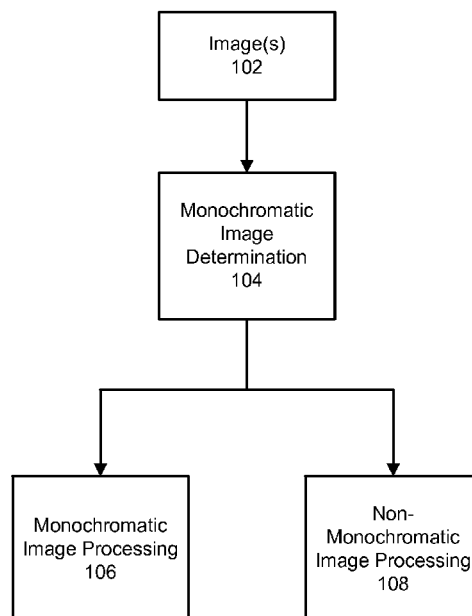 Image(s)
102
Monochromatic
Image
Determination
104
Monochromatic
Image Processing
106
Non-
Monochromatic
Image Processing
108